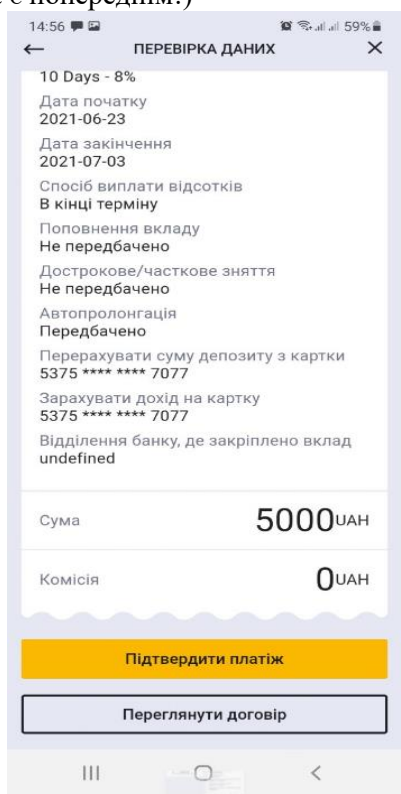 14:56 59%
ПЕРЕВІРКА ДАНИХ
10 Days - 8%
Дата початку
2021-06-23
Дата закінчення
2021-07-03
Спосіб виплати відсотків
В кінці терміну
Поповнення вкладу
Не передбачено
Дострокове/часткове зняття
Не передбачено
Автопролонгація
Передбачено
Перерахувати суму депозиту з картки
5375 **** **** 7077
Зарахувати дохід на картку
5375 **** **** 7077
Відділення банку, де закріплено вклад
undefined
Сума 5000UAH
Комісія 0UAH
Підтвердити платіж
Переглянути договір